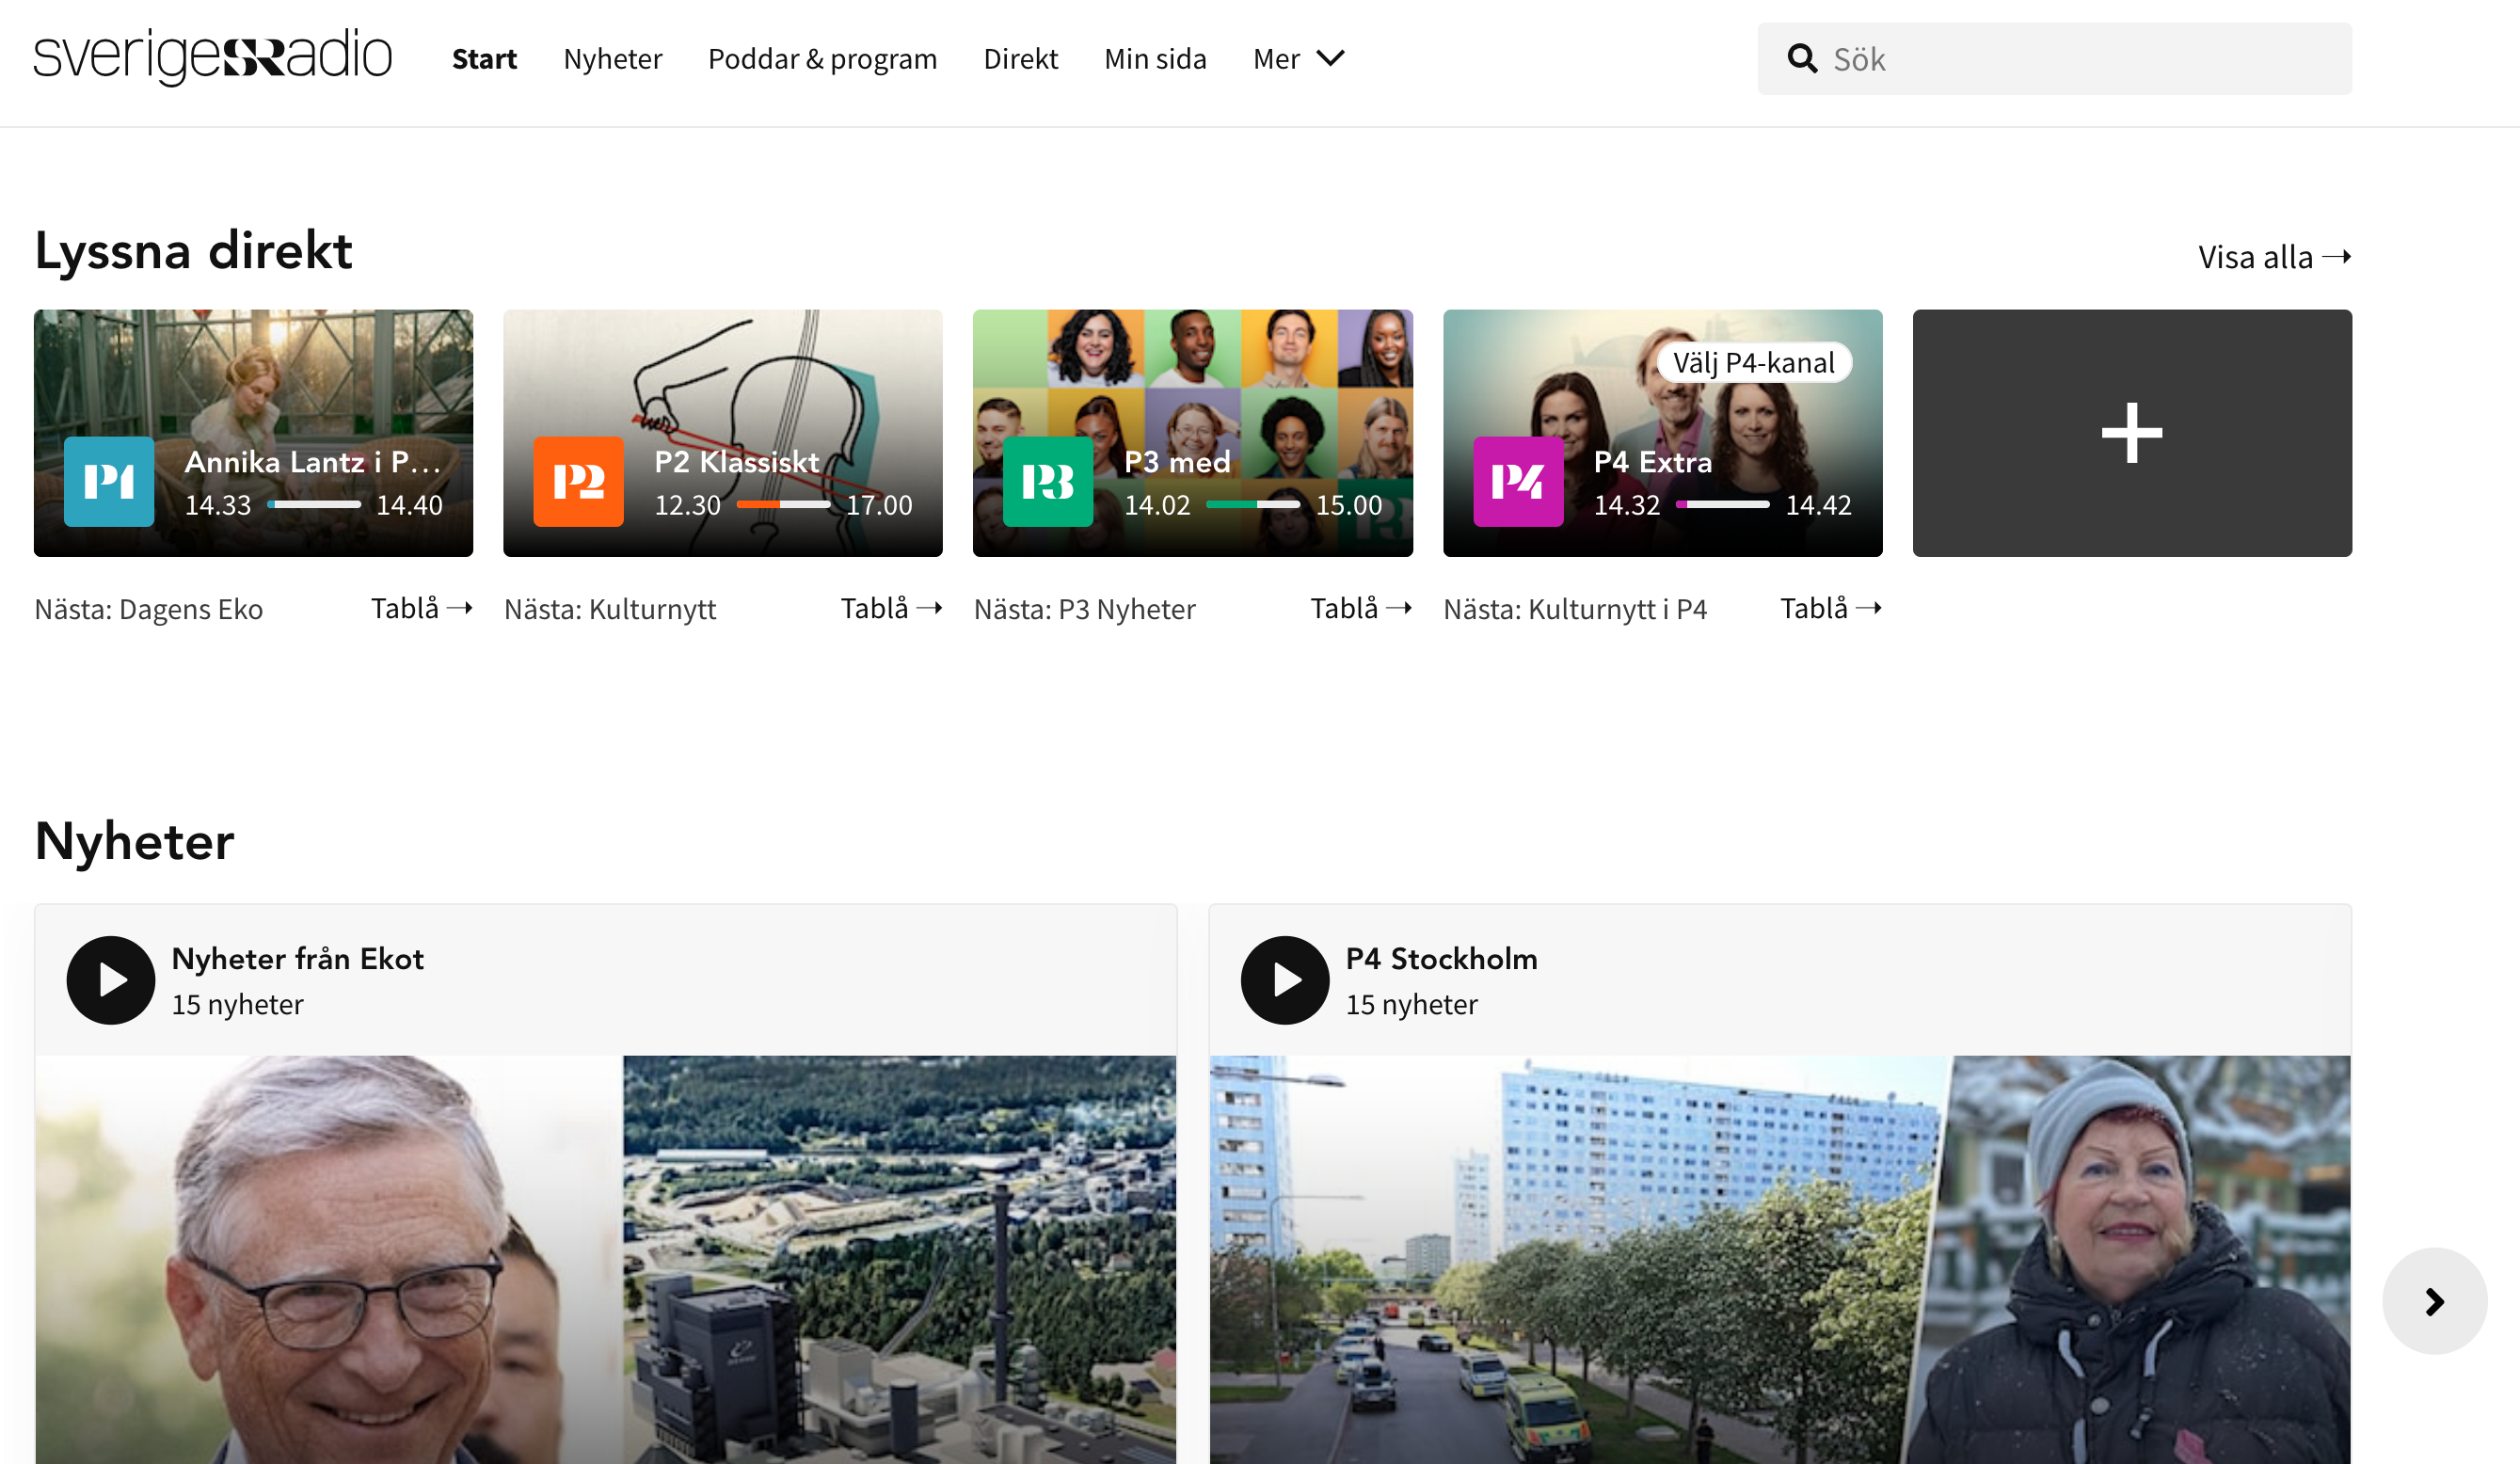 sverigesRadio
Start Nyheter Poddar & program Direkt Min sida Mer
Sök
Lyssna direkt
Visa alla →
P1
Annika Lantz i P...
14.33 14.40
P2
P2 Klassiskt
12.30 17.00
P3
P3 med
14.02 15.00
Välj P4-kanal
P4
P4 Extra
14.32 14.42
Nästa: Dagens Eko Tablå →
Nästa: Kulturnytt Tablå →
Nästa: P3 Nyheter Tablå →
Nästa: Kulturnytt i P4 Tablå →
Nyheter
Nyheter från Ekot
15 nyheter
P4 Stockholm
15 nyheter